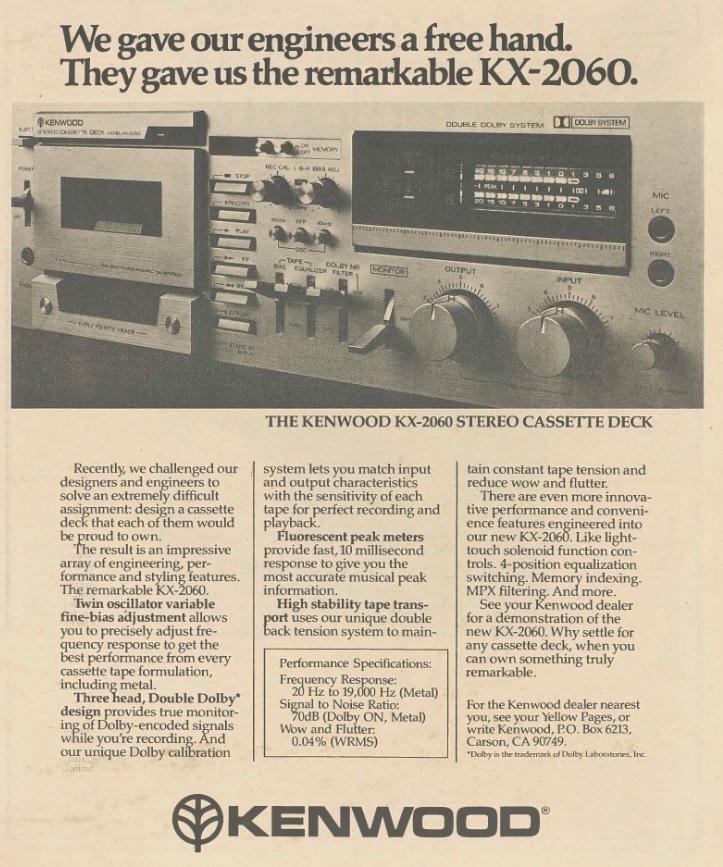 We gave our engineers a free hand.
They gave us the remarkable KX-2060.
KENWOOD
STEREO CASSETTE DECK
DOUBLE DOLBY SYSTEM DOLBY SYSTEM
MEMORY
REC CAL
BIAS ADJ
STOP
PLAY
OSC
TAPE
BIAS EQUALIZER
DOLBY NR
FILTER
MONITOR
OUTPUT
INPUT
PEAK
MIC
LEFT
RIGHT
MIC LEVEL
THE KENWOOD KX-2060 STEREO CASSETTE DECK
Recently, we challenged our
designers and engineers to
solve an extremely difficult
assignment: design a cassette
deck that each of them would
be proud to own.
The result is an impressive
array of engineering, per-
formance and styling features.
The remarkable KX-2060.
Twin oscillator variable
fine-bias adjustment allows
you to precisely adjust fre-
quency response to get the
best performance from every
cassette tape formulation,
including metal.
Three head, Double Dolby*
design provides true monitor-
ing of Dolby-encoded signals
while you're recording. And
our unique Dolby calibration
system lets you match input
and output characteristics
with the sensitivity of each
tape for perfect recording and
playback.
Fluorescent peak meters
provide fast, 10 millisecond
response to give you the
most accurate musical peak
information.
High stability tape trans-
port uses our unique double
back tension system to main-
Performance Specifications:
Frequency Response:
20 Hz to 19,000 Hz (Metal)
Signal to Noise Ratio:
70dB (Dolby ON, Metal)
Wow and Flutter:
0.04% (WRMS)
tain constant tape tension and
reduce wow and flutter.
There are even more innova-
tive performance and conveni-
ence features engineered into
our new KX-2060. Like light-
touch solenoid function con-
trols. 4-position equalization
switching. Memory indexing.
MPX filtering. And more.
See your Kenwood dealer
for a demonstration of the
new KX-2060. Why settle for
any cassette deck, when you
can own something truly
remarkable.
For the Kenwood dealer nearest
you, see your Yellow Pages, or
write Kenwood, P.O. Box 6213,
Carson, CA 90749.
*Dolby is the trademark of Dolby Laboratories, Inc.
KENWOOD®